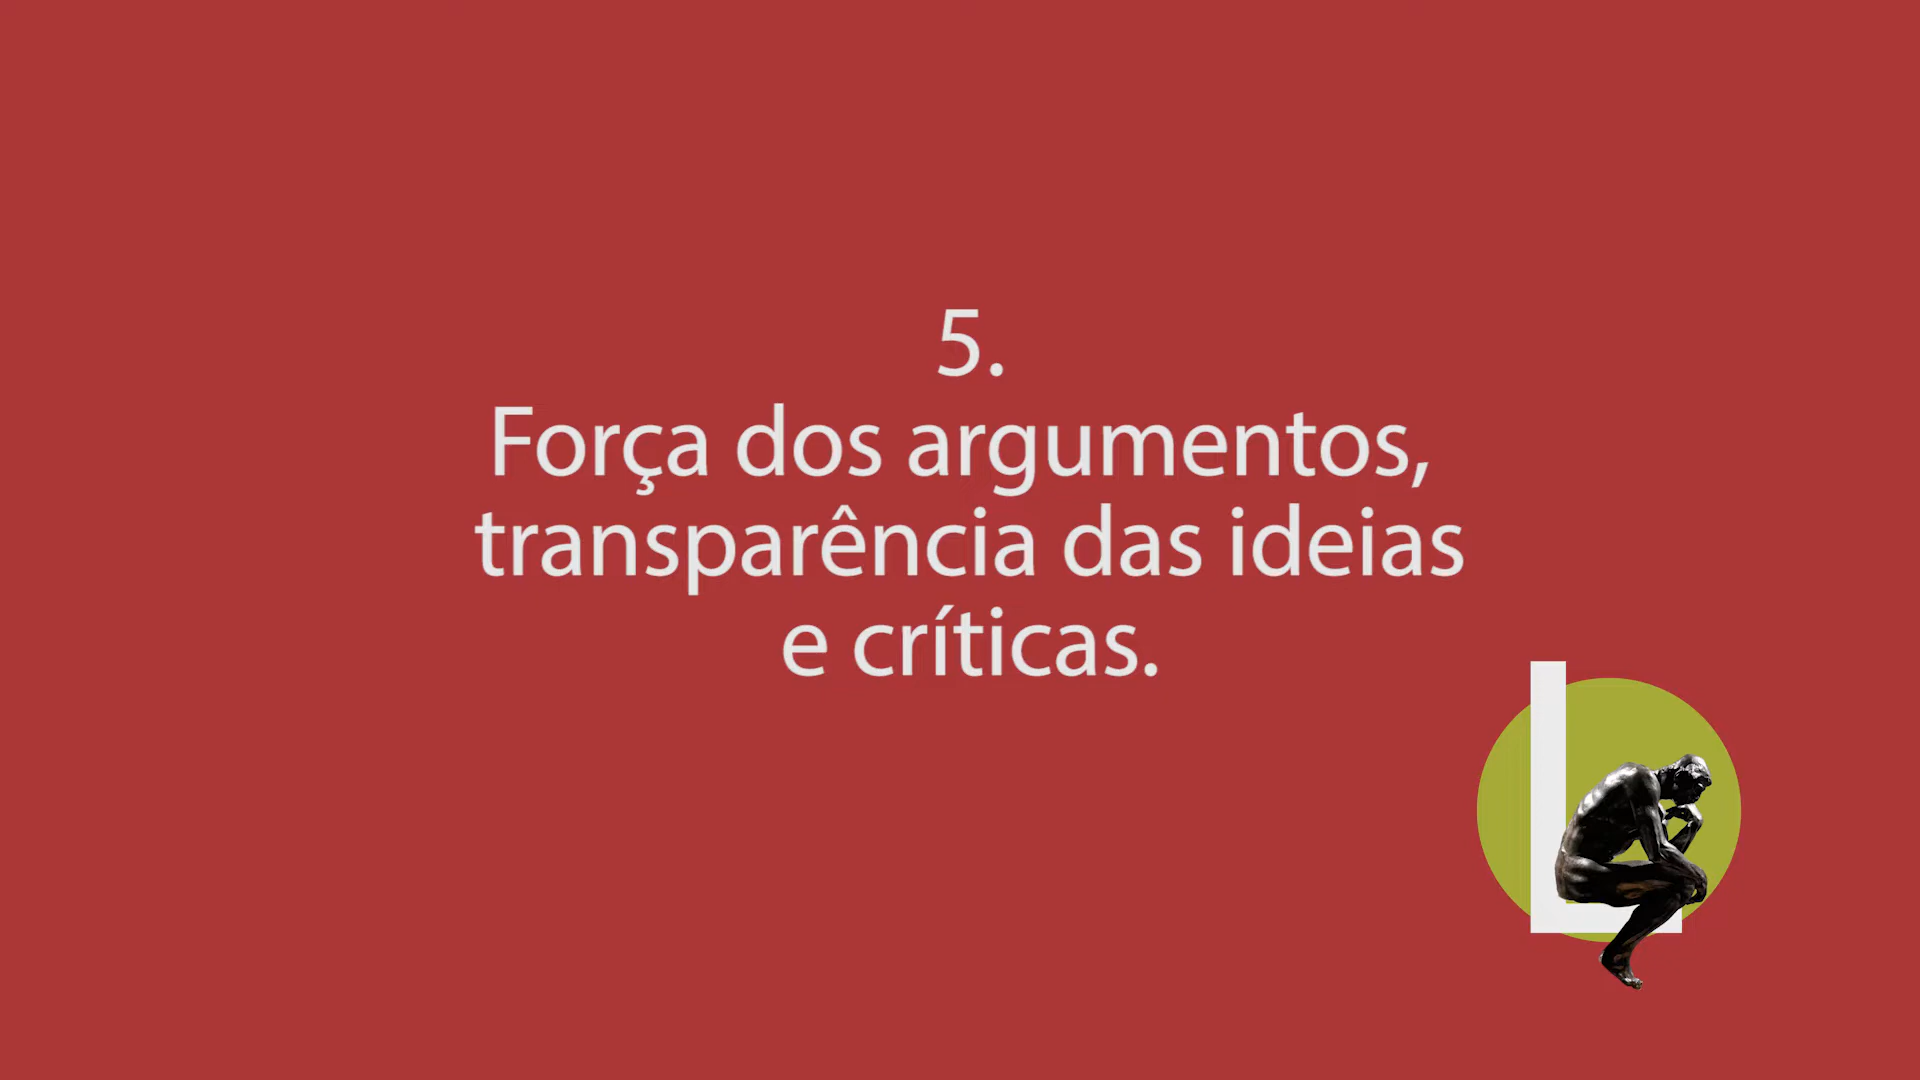 5.
Força dos argumentos,
transparência das ideias
e críticas.
L